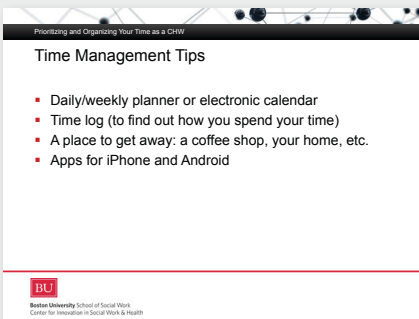 Prioritizing and Organizing Your Time as a CHW
Time Management Tips
▪ Daily/weekly planner or electronic calendar
▪ Time log (to find out how you spend your time)
▪ A place to get away: a coffee shop, your home, etc.
▪ Apps for iPhone and Android
BU
Boston University School of Social Work
Center for Innovation in Social Work & Health